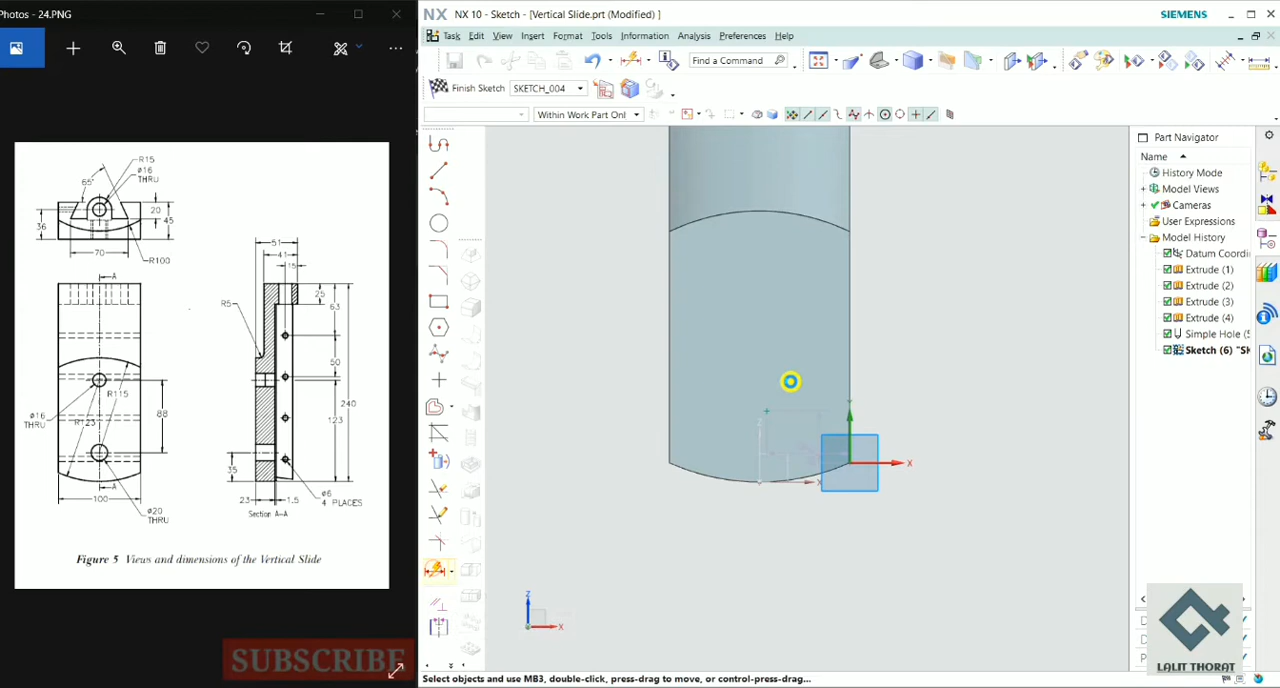 Photos - 24.PNG
NX NX 10 - Sketch - [Vertical Slide.prt (Modified) ]
SIEMENS
Task Edit View Insert Format Tools Information Analysis Preferences Help
Find a Command
Finish Sketch SKETCH_004
Within Work Part Onl
Part Navigator
Name
History Mode
Model Views
Cameras
User Expressions
Model History
Datum Coordi
Extrude (1)
Extrude (2)
Extrude (3)
Extrude (4)
Simple Hole (5
Sketch (6) "SK
R15
ø16
THRU
65°
20
45
36
70
R100
A
51
41
15
25
63
R5
50
R115
240
ø16
THRU
R123
88
123
35
A
100
23
1.5
ø6
4 PLACES
Section A-A
ø20
THRU
Figure 5 Views and dimensions of the Vertical Slide
Y
X
Z
X
Z
X
SUBSCRIBE
LALIT THORAT
Select objects and use MB3, double-click, press-drag to move, or control-press-drag...